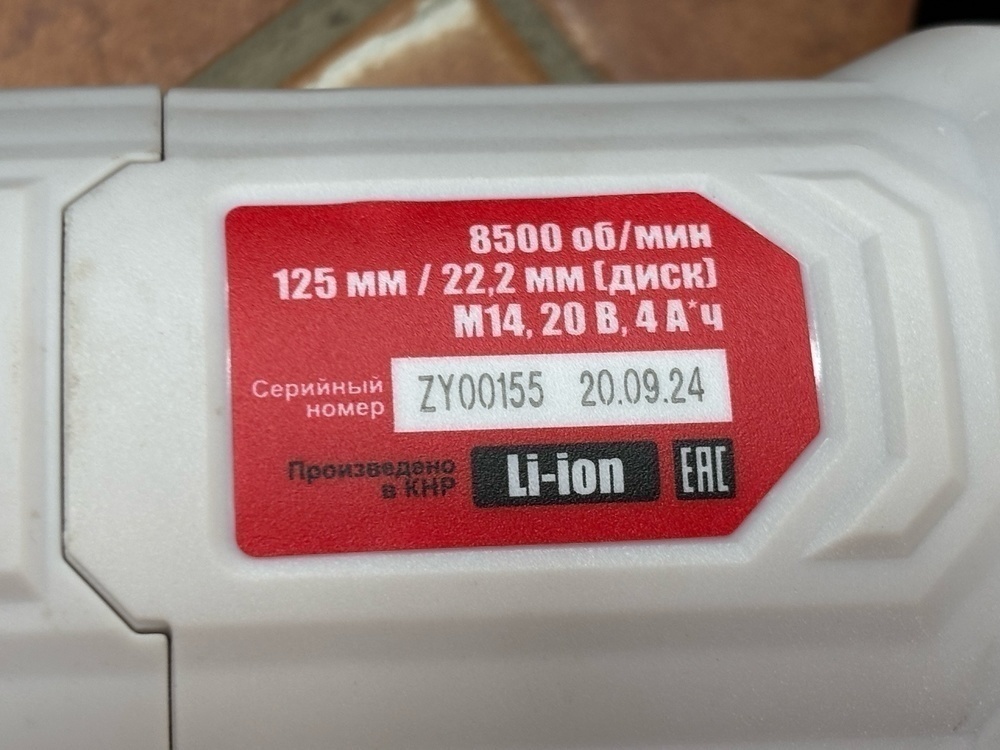 8500 об/мин
125 мм / 22,2 мм (диск)
М14, 20 В, 4 А*ч
Серийный
номер
ZY00155 20.09.24
Произведено
в КНР
Li-ion
EAC